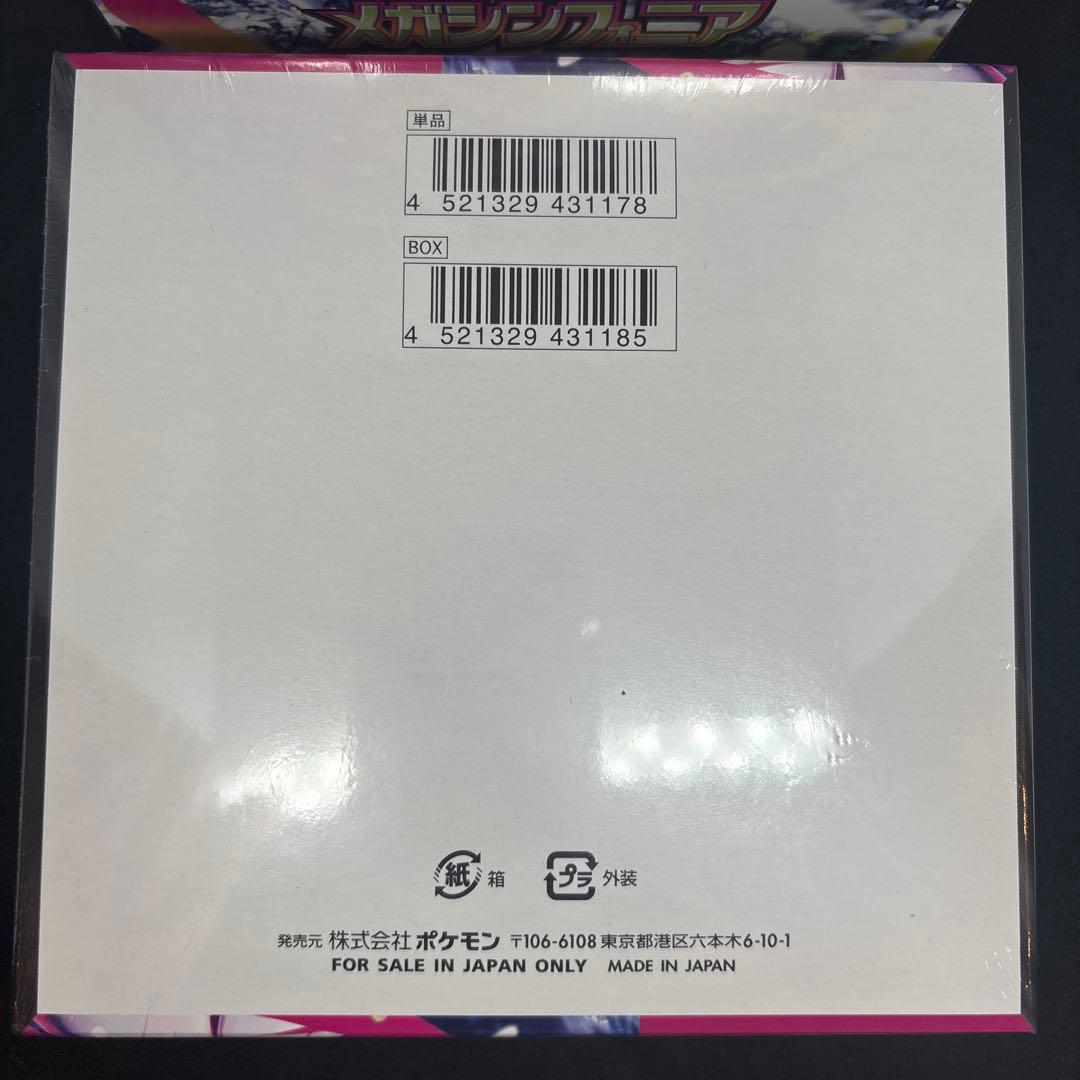 メガシンフォニア
単品
4 521329 431178
BOX
4 521329 431185
紙 箱 プラ 外装
発売元 株式会社 ポケモン 〒106-6108 東京都港区六本木6-10-1
FOR SALE IN JAPAN ONLY MADE IN JAPAN